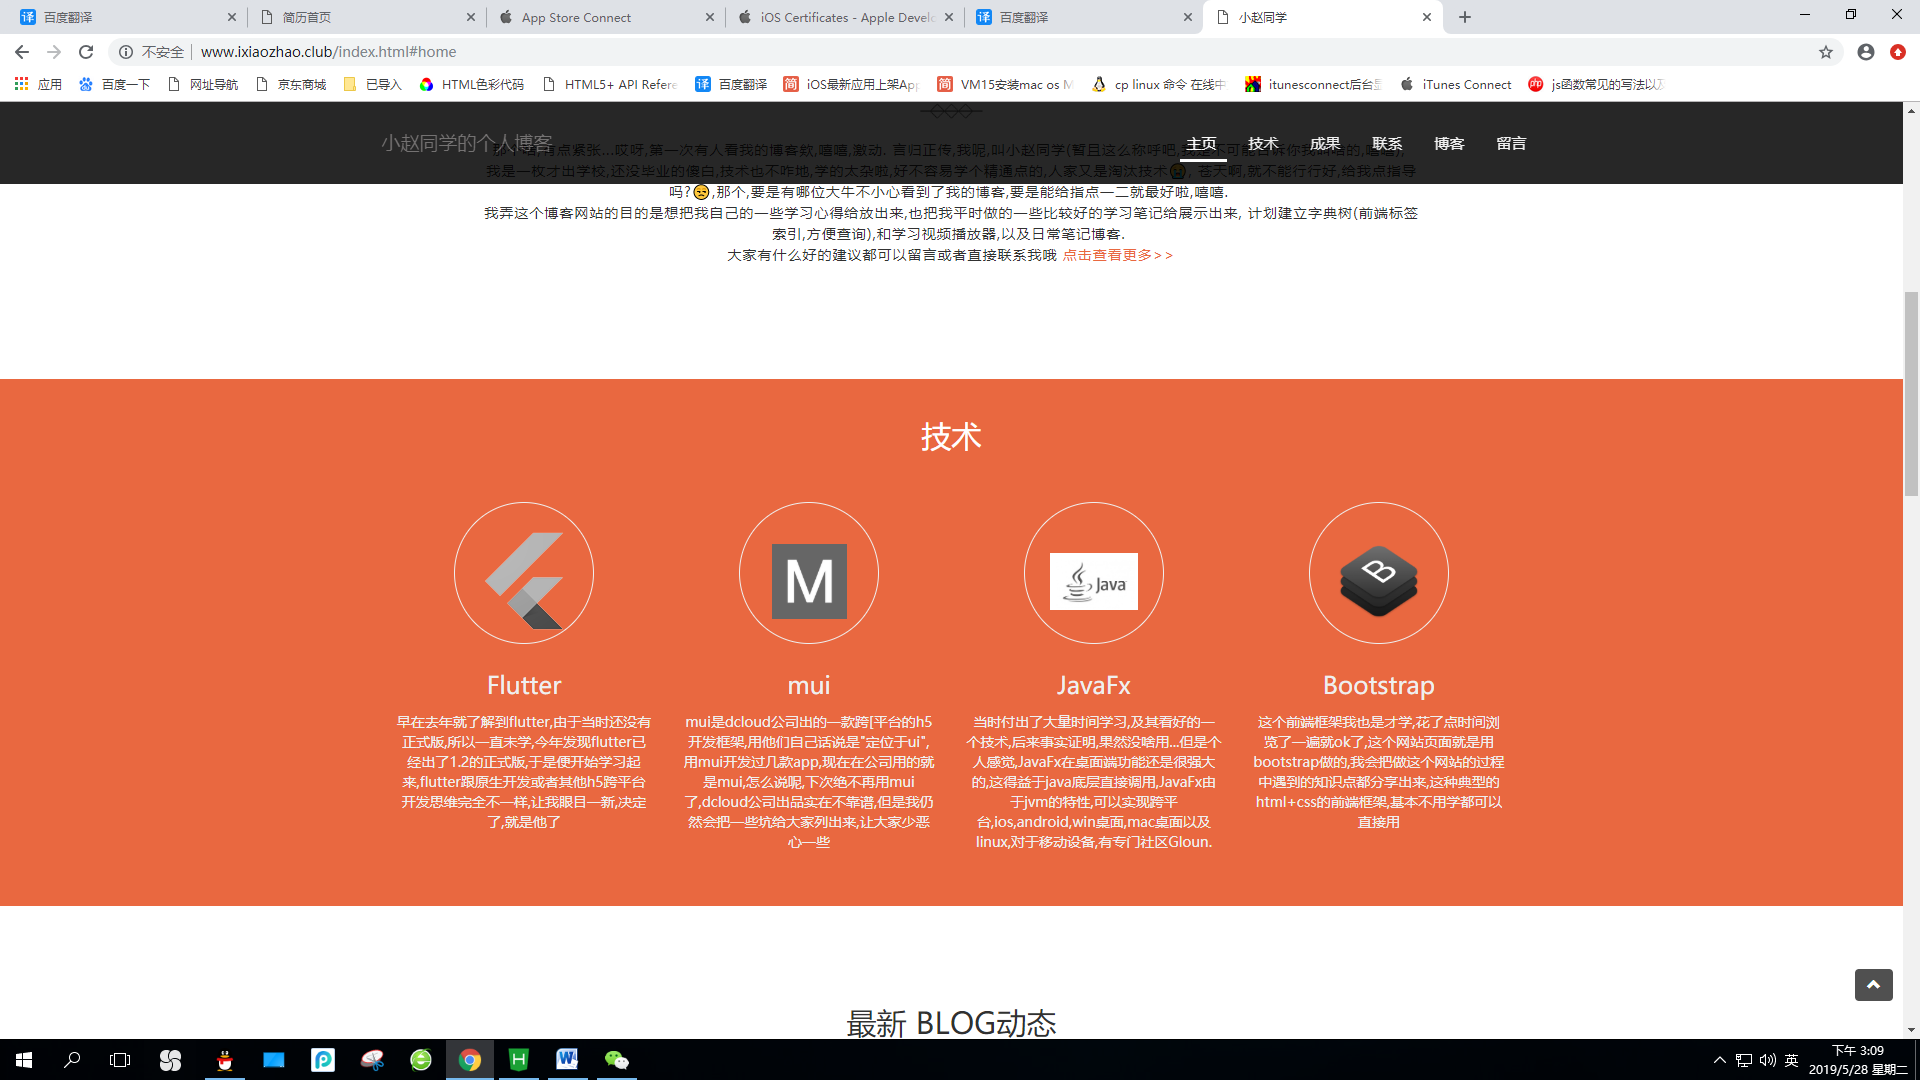 百度翻译
简历首页
App Store Connect
iOS Certificates - Apple Develo
百度翻译
小赵同学
不安全 www.ixiaozhao.club/index.html#home
应用 百度一下 网址导航 京东商城 已导入 HTML色彩代码 HTML5+ API Refere 百度翻译 iOS最新应用上架App VM15安装mac os M cp linux 命令 在线中 itunesconnect后台显 iTunes Connect js函数常见的写法以及
小赵同学的个人博客
主页 技术 成果 联系 博客 留言
那个啥,有点紧张...哎呀,第一次有人看我的博客欸,嘻嘻,激动. 言归正传,我呢,叫小赵同学(暂且这么称呼吧,我是不可能告诉你我叫啥的,嘻嘻),
我是一枚才出学校,还没毕业的傻白,技术也不咋地,学的太杂啦,好不容易学个精通点的,人家又是淘汰技术😭, 苍天啊,就不能行行好,给我点指导
吗?😣,那个,要是有哪位大牛不小心看到了我的博客,要是能给指点一二就最好啦,嘻嘻.
我弄这个博客网站的目的是想把我自己的一些学习心得给放出来,也把我平时做的一些比较好的学习笔记给展示出来, 计划建立字典树(前端标签
索引,方便查询),和学习视频播放器,以及日常笔记博客.
大家有什么好的建议都可以留言或者直接联系我哦 点击查看更多>>
技术
M
Java
B
Flutter
早在去年就了解到flutter,由于当时还没有
正式版,所以一直未学,今年发现flutter已
经出了1.2的正式版,于是便开始学习起
来,flutter跟原生开发或者其他h5跨平台
开发思维完全不一样,让我眼目一新,决定
了,就是他了
mui
mui是dcloud公司出的一款跨[平台的h5
开发框架,用他们自己话说是"定位于ui",
用mui开发过几款app,现在在公司用的就
是mui,怎么说呢,下次绝不再用mui
了,dcloud公司出品实在不靠谱,但是我仍
然会把一些坑给大家列出来,让大家少恶
心一些
JavaFx
当时付出了大量时间学习,及其看好的一
个技术,后来事实证明,果然没啥用...但是个
人感觉,JavaFx在桌面端功能还是很强大
的,这得益于java底层直接调用,JavaFx由
于jvm的特性,可以实现跨平
台,ios,android,win桌面,mac桌面以及
linux,对于移动设备,有专门社区Gloun.
Bootstrap
这个前端框架我也是才学,花了点时间浏
览了一遍就ok了,这个网站页面就是用
bootstrap做的,我会把做这个网站的过程
中遇到的知识点都分享出来,这种典型的
html+css的前端框架,基本不用学都可以
直接用
最新 BLOG动态
英
下午 3:09
2019/5/28 星期二